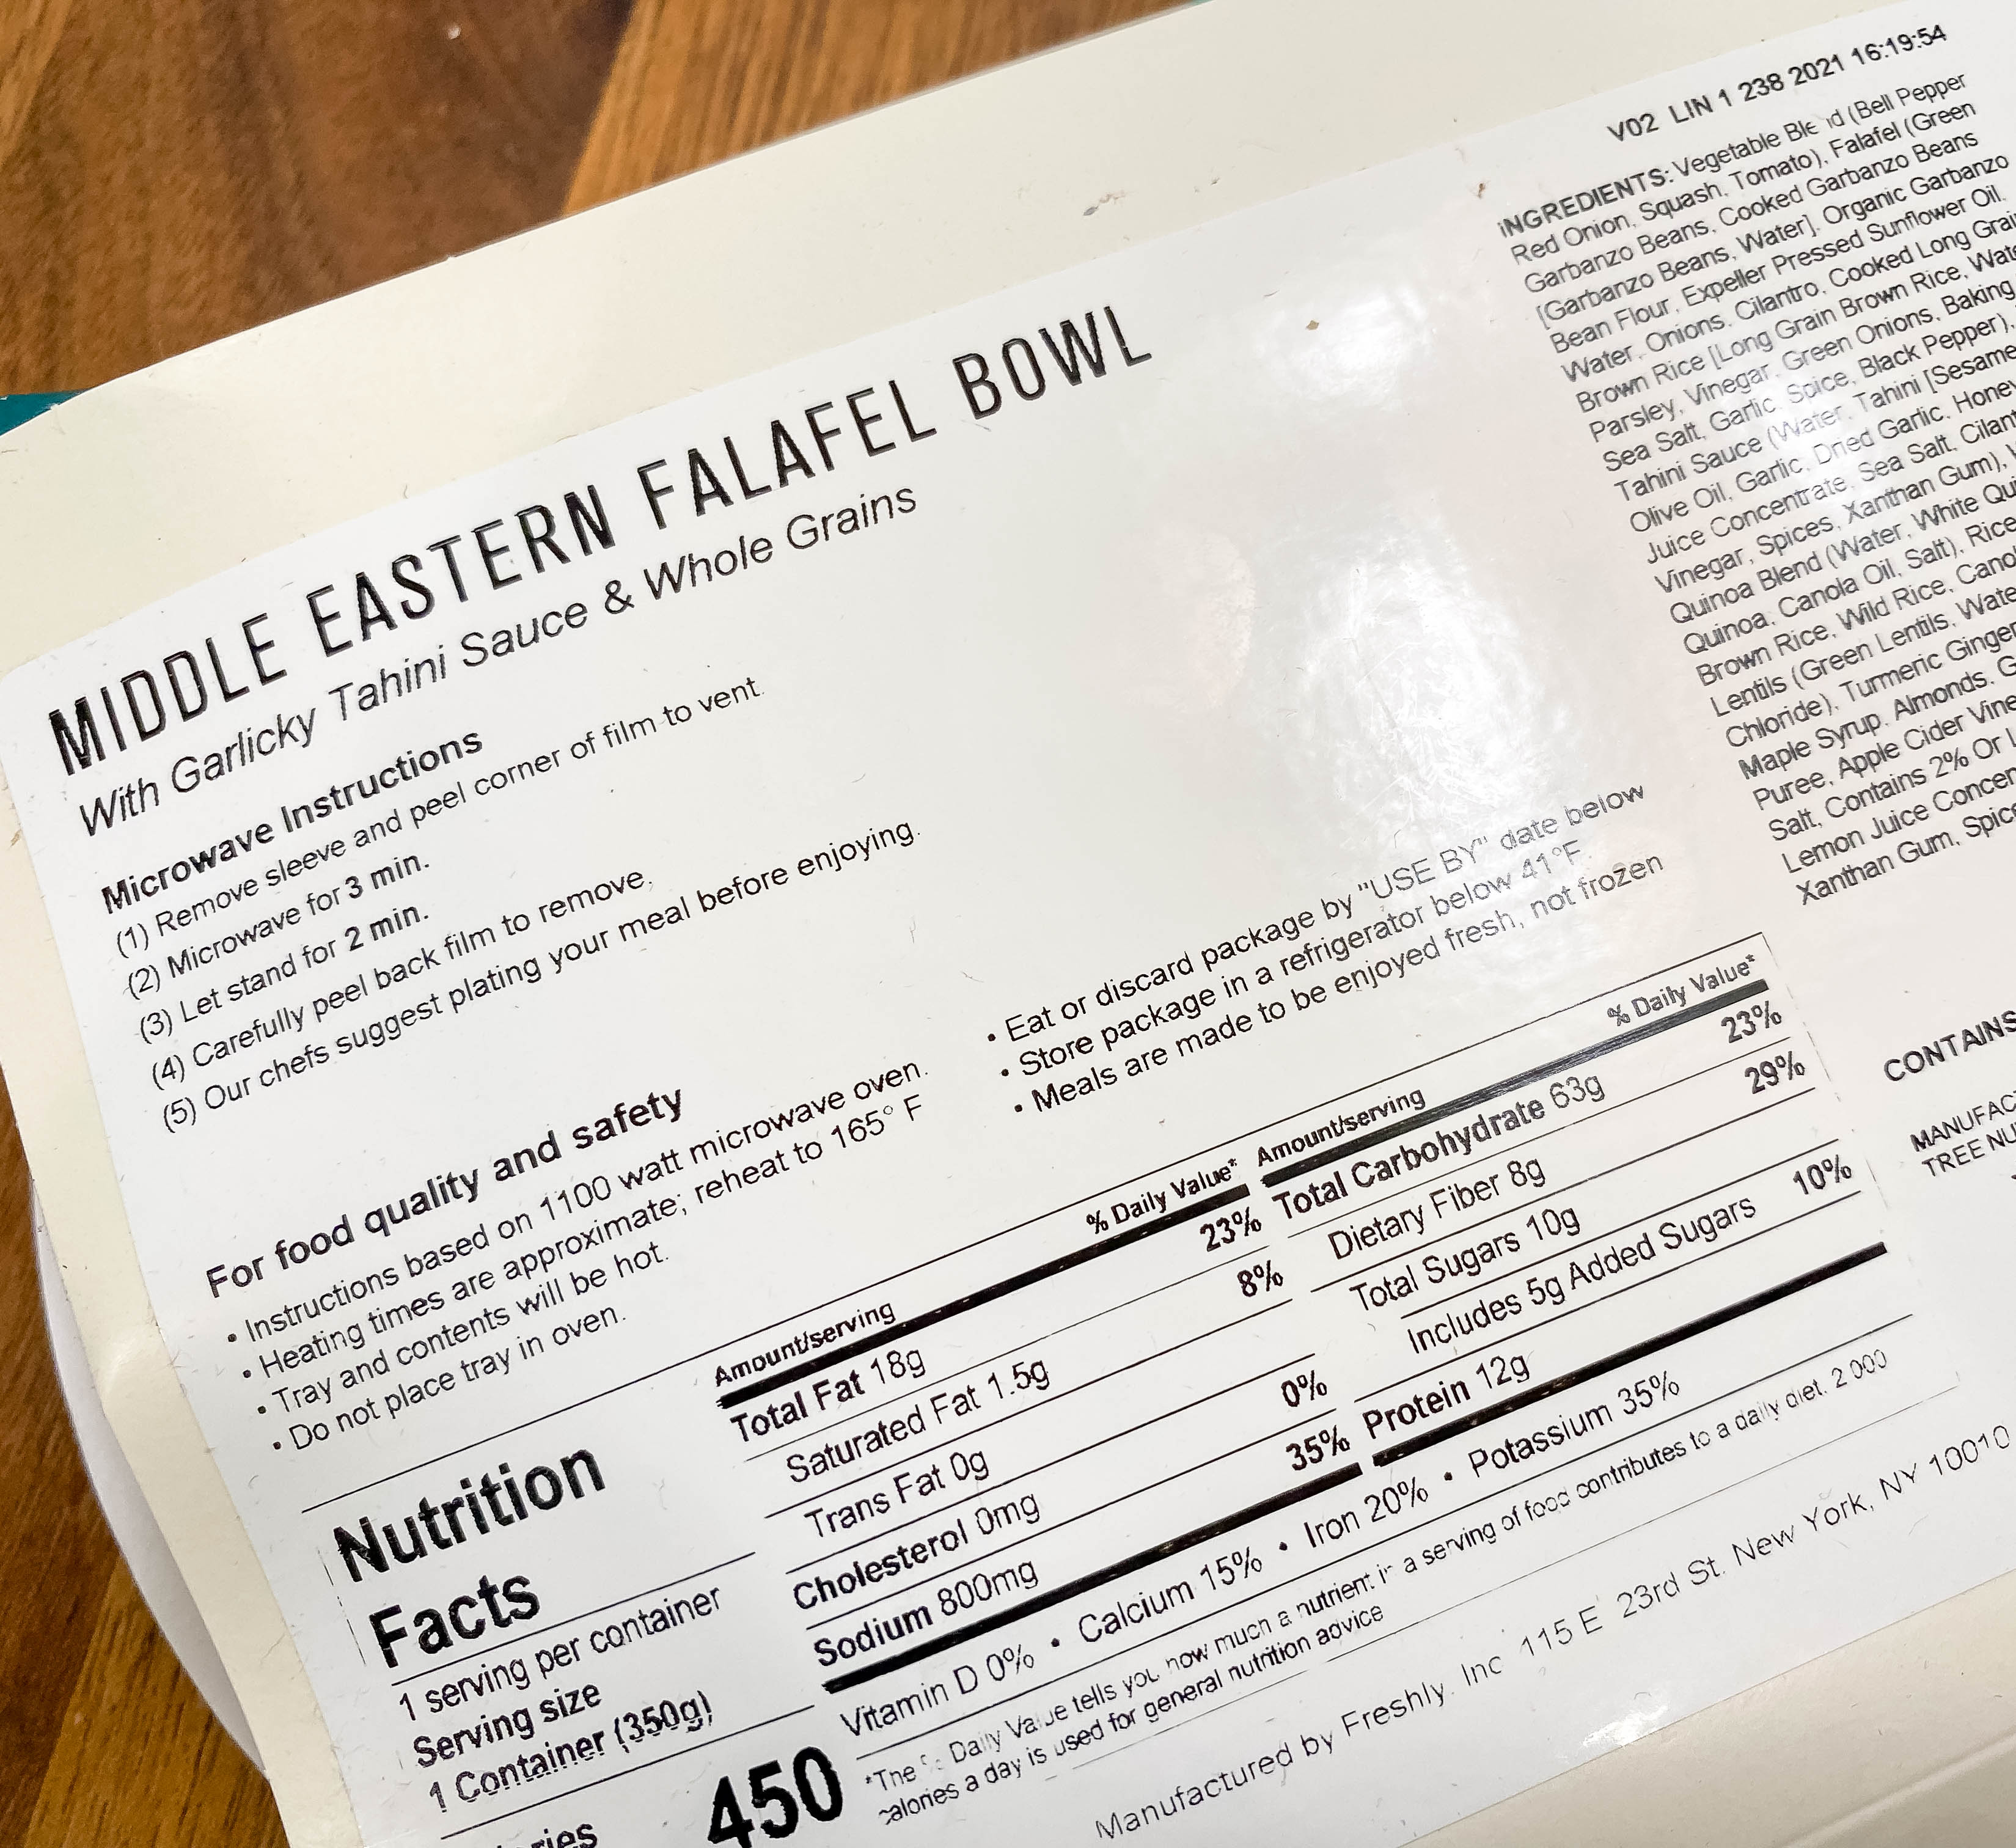 V02 LIN 1 238 2021 16:19:54
INGREDIENTS: Vegetable Blend (Bell Pepper
Red Onion, Squash, Tomato), Falafel (Green
Garbanzo Beans, Cooked Garbanzo Beans
[Garbanzo Beans, Water], Organic Garbanzo
Bean Flour, Expeller Pressed Sunflower Oil,
Water, Onions, Cilantro, Cooked Long Grain
Brown Rice [Long Grain Brown Rice, Wat
Parsley, Vinegar, Green Onions, Baking
Sea Salt, Garlic, Spice, Black Pepper),
Tahini Sauce (Water, Tahini [Sesame
Olive Oil, Garlic, Dried Garlic, Honey
Juice Concentrate, Sea Salt, Cilant
Vinegar, Spices, Xanthan Gum),
Quinoa Blend (Water, White Qui
Quinoa, Canola Oil, Salt), Rice
Brown Rice, Wild Rice, Cano
Lentils (Green Lentils, Wate
Chloride), Turmeric Ginger
Maple Syrup, Almonds, G
Puree, Apple Cider Vine
Salt, Contains 2% Or L
Lemon Juice Concen
Xanthan Gum, Spic
MIDDLE EASTERN FALAFEL BOWL
With Garlicky Tahini Sauce & Whole Grains
Microwave Instructions
(1) Remove sleeve and peel corner of film to vent.
(2) Microwave for 3 min.
(3) Let stand for 2 min.
(4) Carefully peel back film to remove.
(5) Our chefs suggest plating your meal before enjoying.
For food quality and safety
• Instructions based on 1100 watt microwave oven.
• Heating times are approximate; reheat to 165° F
• Tray and contents will be hot.
• Do not place tray in oven.
• Eat or discard package by "USE BY" date below
• Store package in a refrigerator below 41°F.
• Meals are made to be enjoyed fresh, not frozen
CONTAINS
MANUFAC
TREE NU
Nutrition
Facts
1 serving per container
Serving size
1 Container (350g)
ries 450
Amount/serving % Daily Value*
Total Fat 18g 23%
Saturated Fat 1.5g 8%
Trans Fat 0g
Cholesterol 0mg 0%
Sodium 800mg 35%
Amount/serving % Daily Value*
Total Carbohydrate 63g 23%
Dietary Fiber 8g 29%
Total Sugars 10g
Includes 5g Added Sugars 10%
Protein 12g
Vitamin D 0% • Calcium 15% • Iron 20% • Potassium 35%
*The % Daily Value tells you how much a nutrient in a serving of food contributes to a daily diet. 2 000
calories a day is used for general nutrition advice
Manufactured by Freshly, Inc 115 E 23rd St. New York, NY 10010